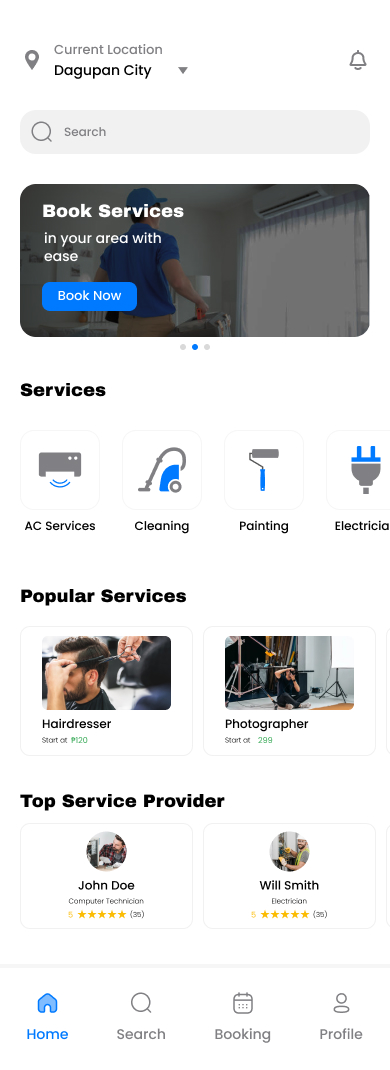 Current Location
Dagupan City
Search
Book Services
in your area with
ease
Book Now
Services
AC Services
Cleaning
Painting
Electricia
Popular Services
Hairdresser
Start at ₱120
Photographer
Start at 299
Top Service Provider
John Doe
Computer Technician
5 ★★★★★ (35)
Will Smith
Electrician
5 ★★★★★ (35)
Home
Search
Booking
Profile